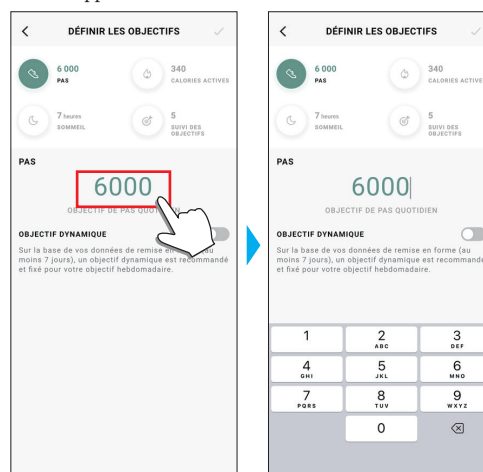 DÉFINIR LES OBJECTIFS
6 000
PAS
340
CALORIES ACTIVES
7 heures
SOMMEIL
5
SUIVI DES
OBJECTIFS
PAS
6000
OBJECTIF DE PAS QUOTIDIEN
OBJECTIF DYNAMIQUE
Sur la base de vos données de remise en forme (au
moins 7 jours), un objectif dynamique est recommandé
et fixé pour votre objectif hebdomadaire.
DÉFINIR LES OBJECTIFS
6 000
PAS
340
CALORIES ACTIVES
7 heures
SOMMEIL
5
SUIVI DES
OBJECTIFS
PAS
6000
OBJECTIF DE PAS QUOTIDIEN
OBJECTIF DYNAMIQUE
Sur la base de vos données de remise en forme (au
moins 7 jours), un objectif dynamique est recommandé
et fixé pour votre objectif hebdomadaire.
1
2
ABC
3
DEF
4
GHI
5
JKL
6
MNO
7
PQRS
8
TUV
9
WXYZ
0